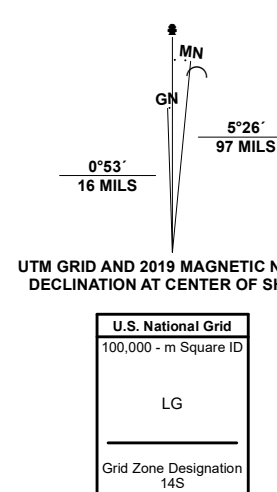 MN
GN
5°26´
97 MILS
0°53´
16 MILS
UTM GRID AND 2019 MAGNETIC N
DECLINATION AT CENTER OF SH
U.S. National Grid
100,000 - m Square ID
LG
Grid Zone Designation
14S